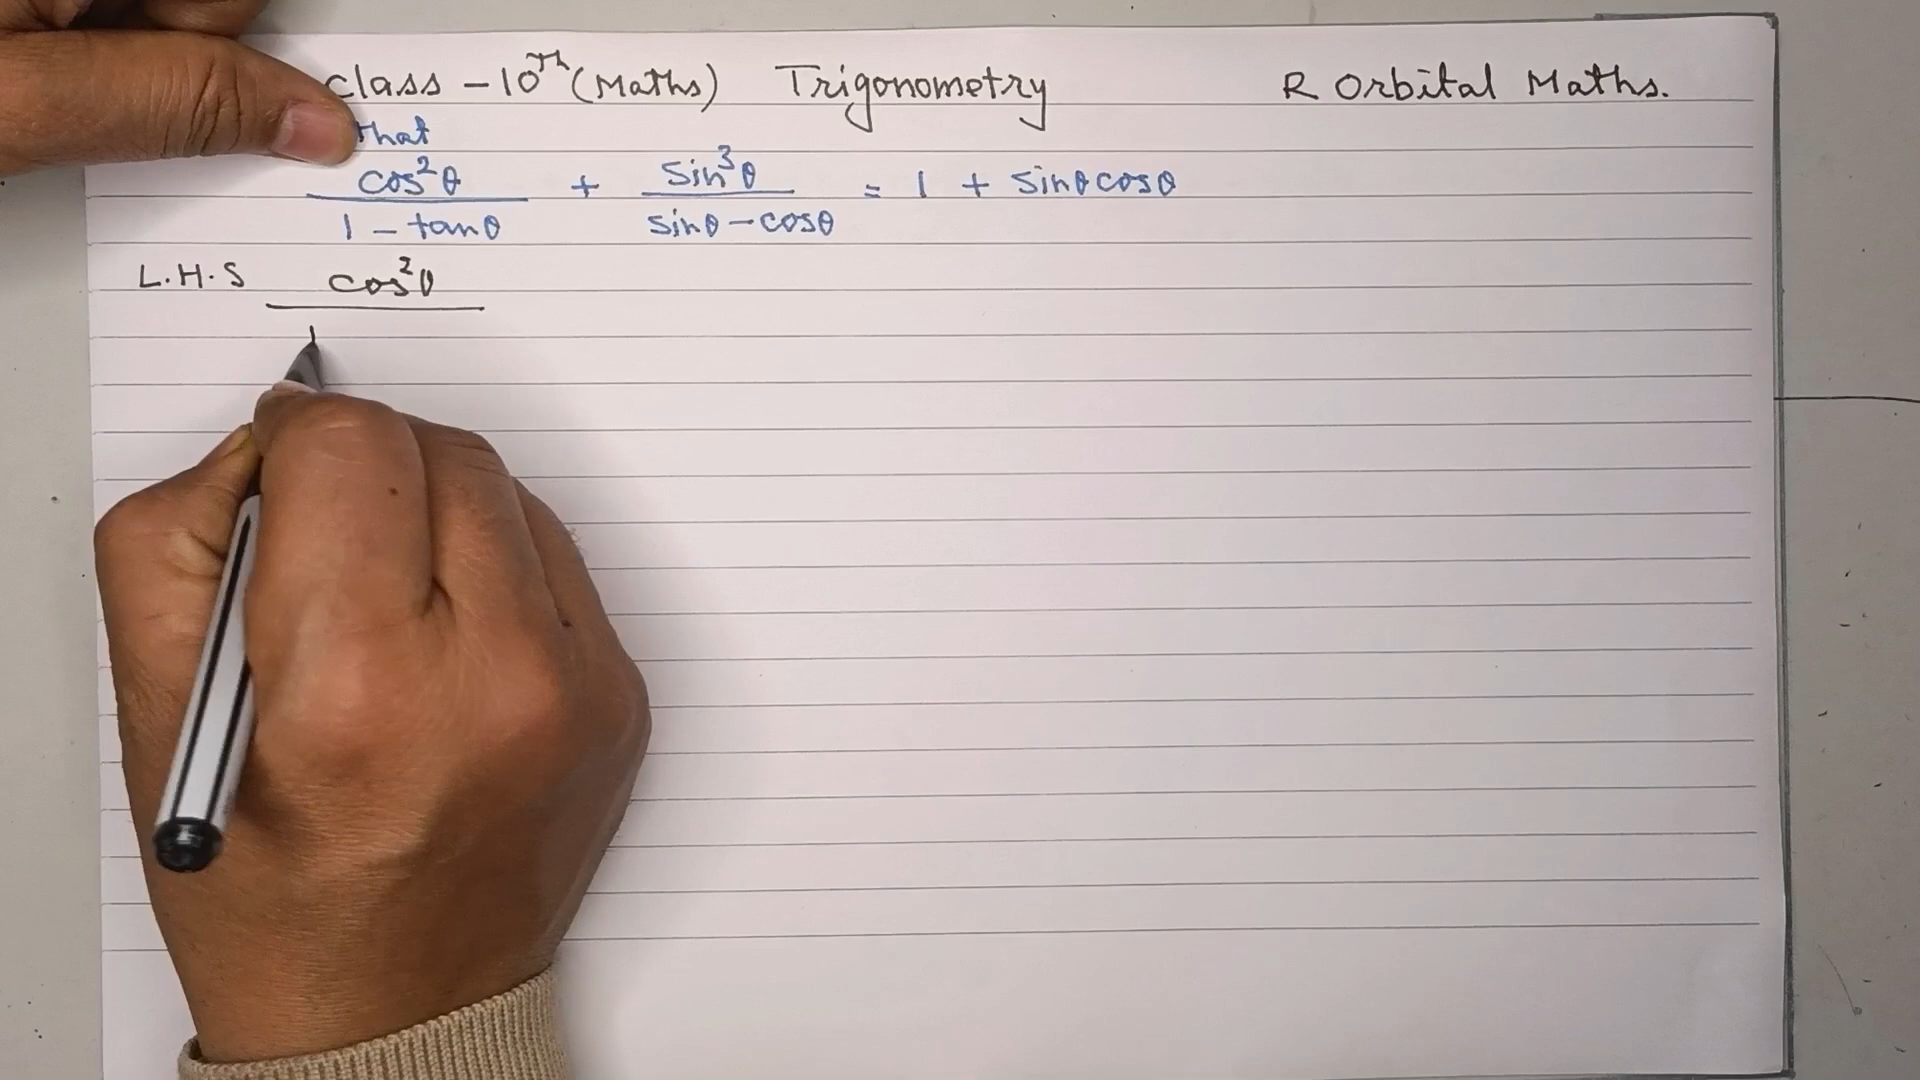 class - 10th (Maths) Trigonometry R Orbital Maths.
that
cos²θ / 1 - tanθ + sin³θ / sinθ - cosθ = 1 + sinθ cosθ
L.H.S cos²θ / 1